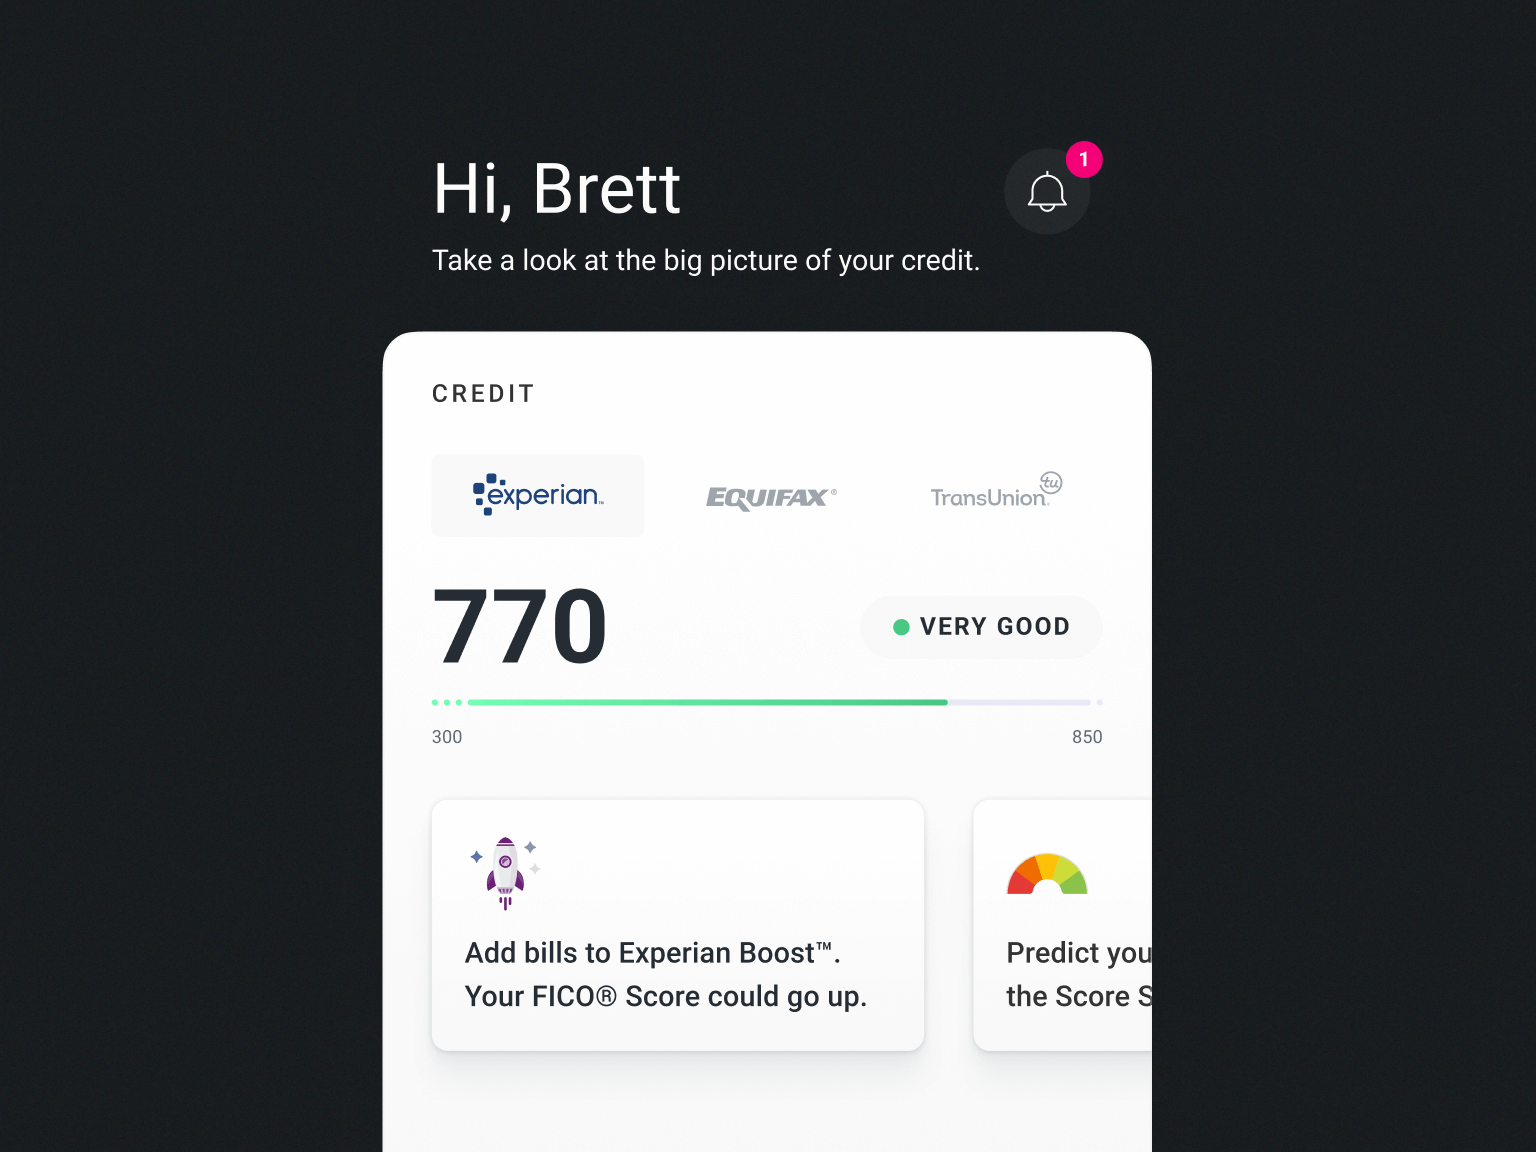 Hi, Brett
1
Take a look at the big picture of your credit.
CREDIT
experian™
EQUIFAX®
TransUnion®
tu
770
VERY GOOD
300
850
Add bills to Experian Boost™.
Your FICO® Score could go up.
Predict you
the Score S